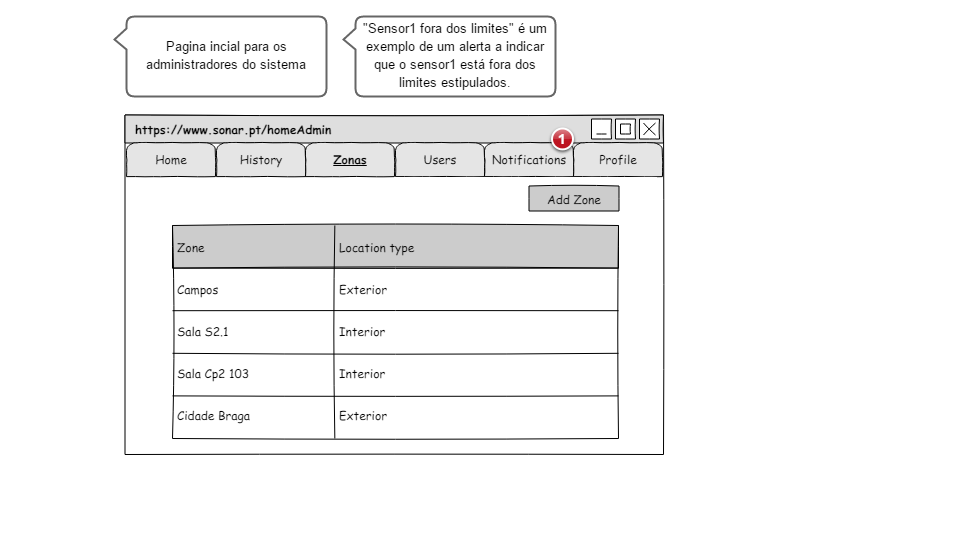 Pagina incial para os
administradores do sistema
"Sensor1 fora dos limites" é um
exemplo de um alerta a indicar
que o sensor1 está fora dos
limites estipulados.
https://www.sonar.pt/homeAdmin
1
Home History Zonas Users Notifications Profile
Add Zone
Zone Location type
Campos Exterior
Sala S2.1 Interior
Sala Cp2 103 Interior
Cidade Braga Exterior